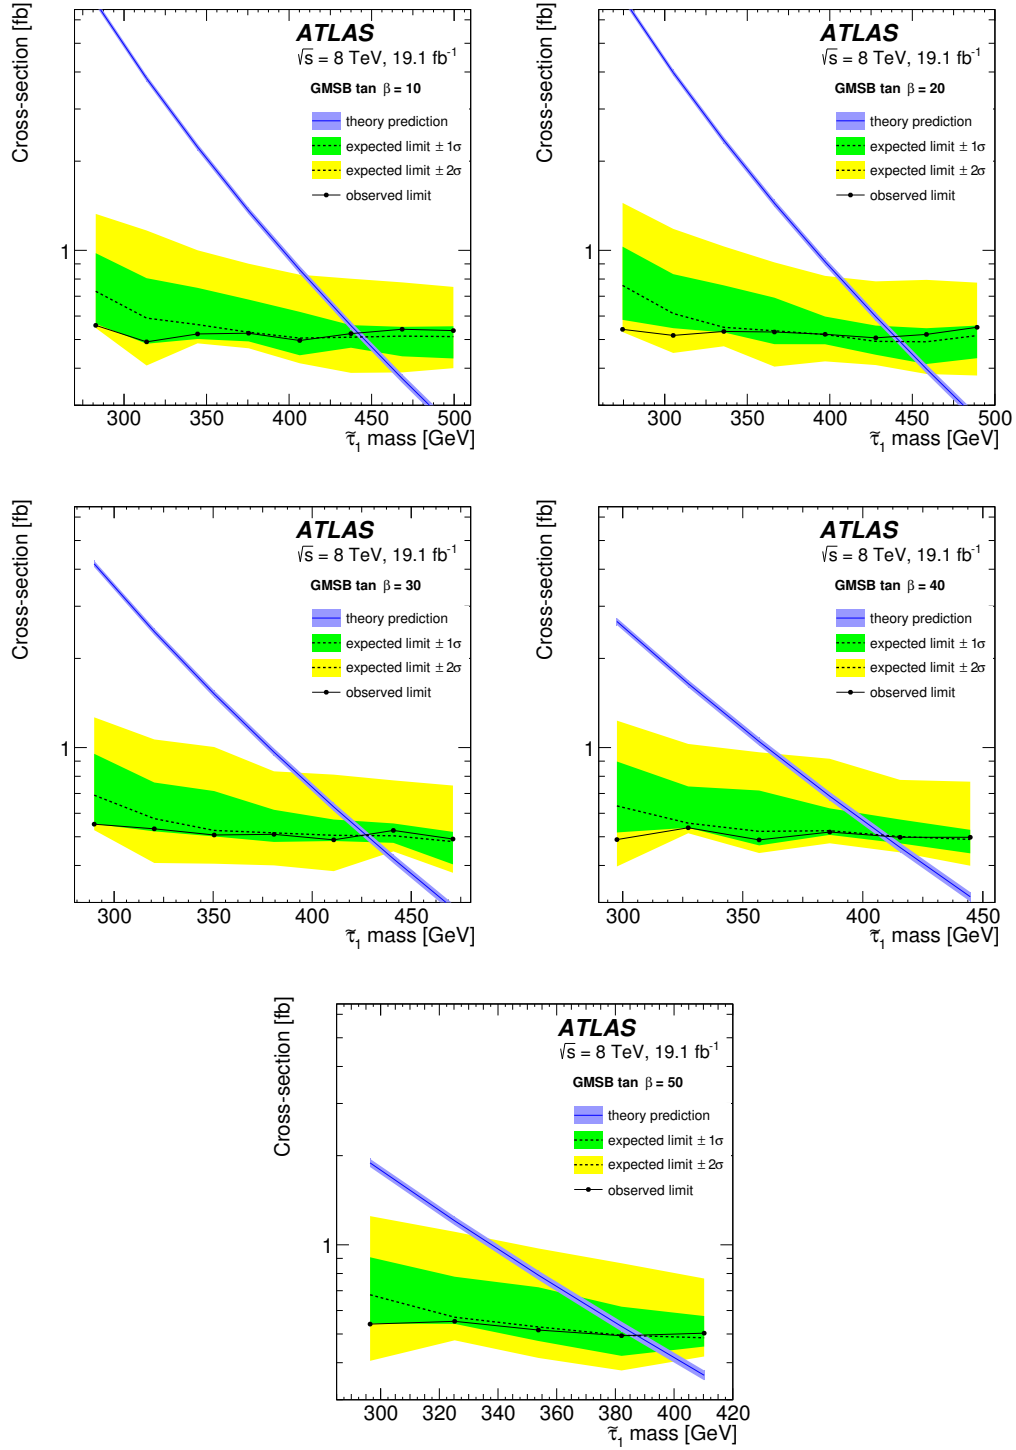 Cross-section [fb]
ATLAS
√s = 8 TeV, 19.1 fb⁻¹
GMSB tan β = 10
theory prediction
expected limit ± 1σ
expected limit ± 2σ
observed limit
1
300 350 400 450 500
τ̃₁ mass [GeV]
Cross-section [fb]
ATLAS
√s = 8 TeV, 19.1 fb⁻¹
GMSB tan β = 20
theory prediction
expected limit ± 1σ
expected limit ± 2σ
observed limit
1
300 350 400 450 500
τ̃₁ mass [GeV]
Cross-section [fb]
ATLAS
√s = 8 TeV, 19.1 fb⁻¹
GMSB tan β = 30
theory prediction
expected limit ± 1σ
expected limit ± 2σ
observed limit
1
300 350 400 450
τ̃₁ mass [GeV]
Cross-section [fb]
ATLAS
√s = 8 TeV, 19.1 fb⁻¹
GMSB tan β = 40
theory prediction
expected limit ± 1σ
expected limit ± 2σ
observed limit
1
300 350 400 450
τ̃₁ mass [GeV]
Cross-section [fb]
ATLAS
√s = 8 TeV, 19.1 fb⁻¹
GMSB tan β = 50
theory prediction
expected limit ± 1σ
expected limit ± 2σ
observed limit
1
300 320 340 360 380 400 420
τ̃₁ mass [GeV]